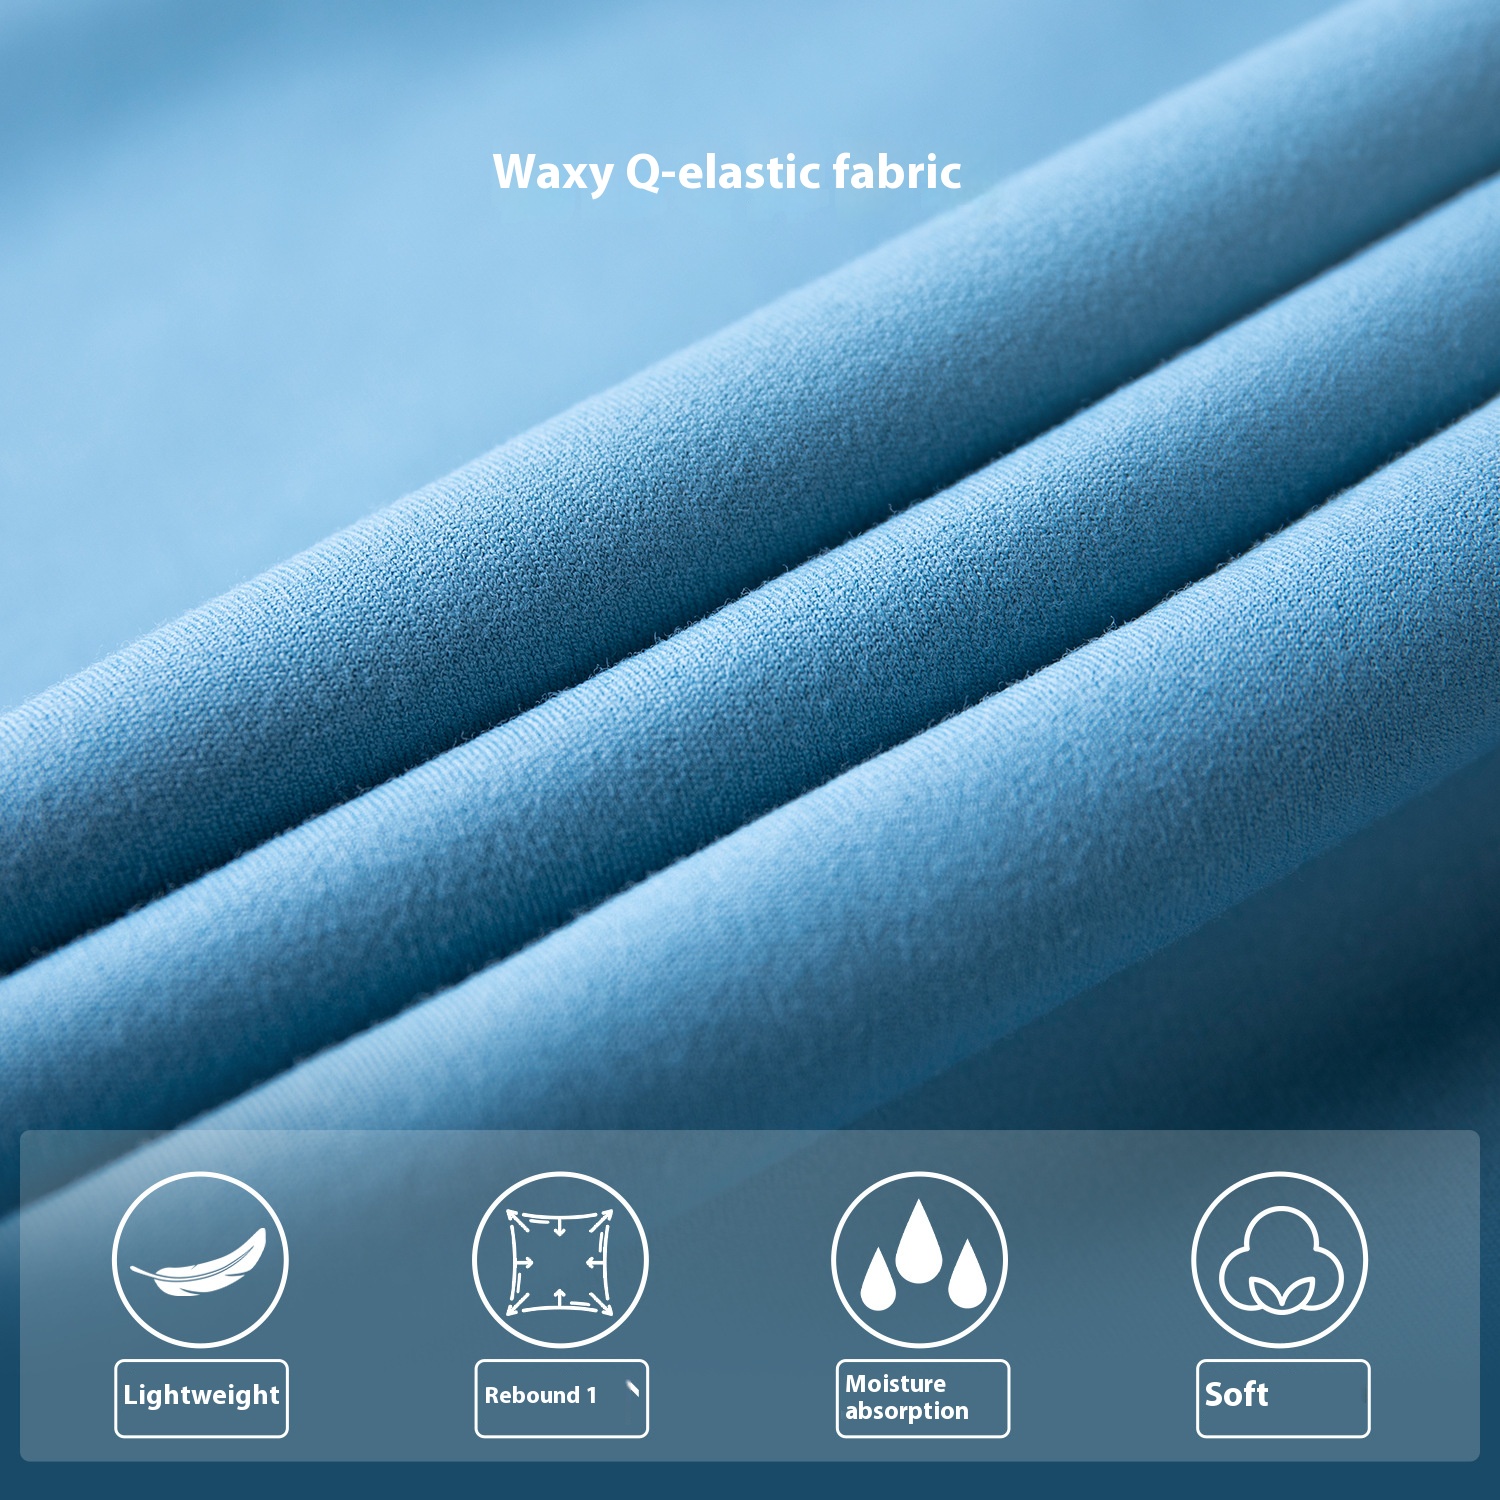 Waxy Q-elastic fabric
Lightweight
Rebound 1
Moisture
absorption
Soft